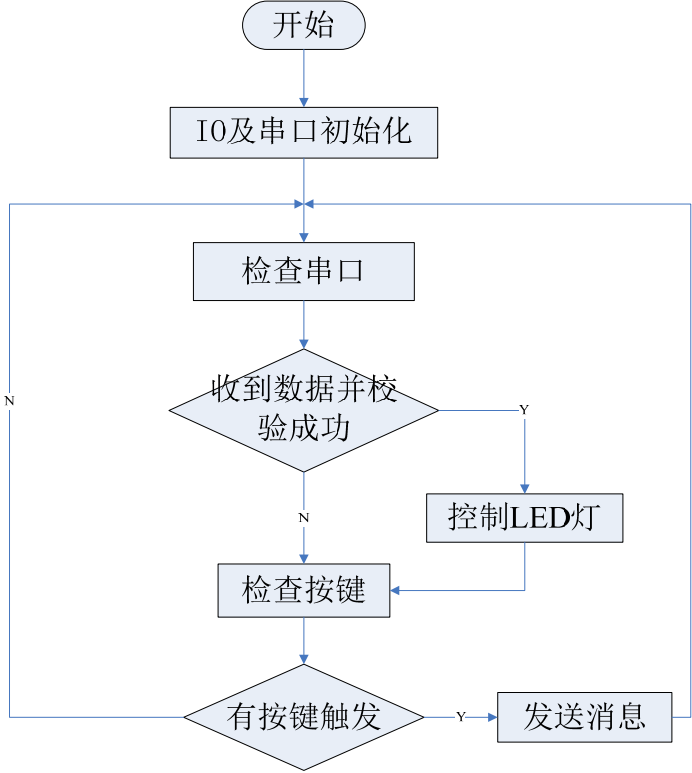 开始
IO及串口初始化
检查串口
收到数据并校
验成功
Y
N
控制LED灯
N
检查按键
有按键触发
Y
发送消息